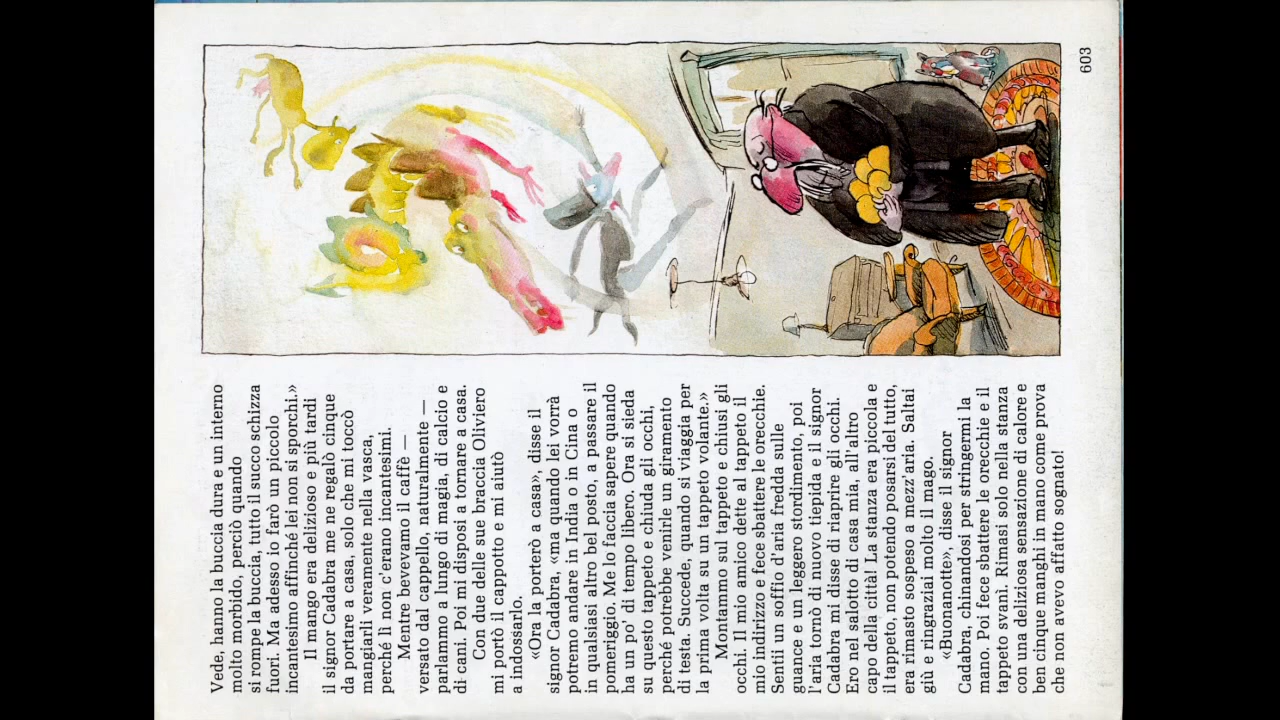 Vede, hanno la buccia dura e un interno
molto morbido, perciò quando
si rompe la buccia, tutto il succo schizza
fuori. Ma adesso io farò un piccolo
incantesimo affinché lei non si sporchi.»
Il mango era delizioso e più tardi
il signor Cadabra me ne regalò cinque
da portare a casa, solo che mi toccò
mangiarli veramente nella vasca,
perché lì non c'erano incantesimi.
Mentre bevevamo il caffè —
versato dal cappello, naturalmente —
parlammo a lungo di magia, di calcio e
di cani. Poi mi disposi a tornare a casa.
Con due delle sue braccia Oliviero
mi portò il cappotto e mi aiutò
a indossarlo.
«Ora la porterò a casa», disse il
signor Cadabra, «ma quando lei vorrà
potremo andare in India o in Cina o
in qualsiasi altro bel posto, a passare il
pomeriggio. Me lo faccia sapere quando
ha un po' di tempo libero. Ora si sieda
su questo tappeto e chiuda gli occhi,
perché potrebbe venirle un giramento
di testa. Succede, quando si viaggia per
la prima volta su un tappeto volante.»
Montammo sul tappeto e chiusi gli
occhi. Il mio amico dette al tappeto il
mio indirizzo e fece sbattere le orecchie.
Sentii un soffio d'aria fredda sulle
guance e un leggero stordimento, poi
l'aria tornò di nuovo tiepida e il signor
Cadabra mi disse di riaprire gli occhi.
Ero nel salotto di casa mia, all'altro
capo della città! La stanza era piccola e
il tappeto, non potendo posarsi del tutto,
era rimasto sospeso a mezz'aria. Saltai
giù e ringraziai molto il mago.
«Buonanotte», disse il signor
Cadabra, chinandosi per stringermi la
mano. Poi fece sbattere le orecchie e il
tappeto svanì. Rimasi solo nella stanza
con una deliziosa sensazione di calore e
ben cinque manghi in mano come prova
che non avevo affatto sognato!
603